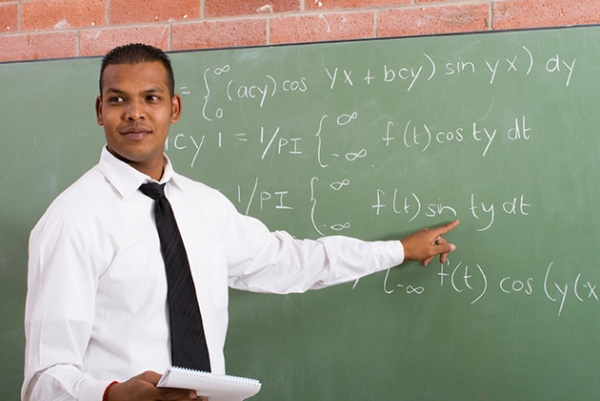 = ∫₀^∞ (acy) cos yx + bcy) sin yx) dy
cy 1 = 1/PI ∫_{-∞}^∞ f(t) cos ty dt
1/PI ∫_{-∞}^∞ f(t) sin ty dt
∫_{-∞} f(t) cos (y(x